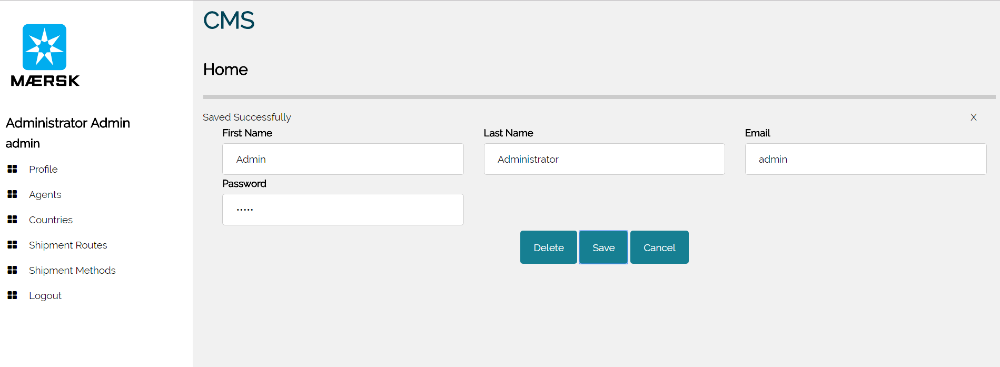 MÆRSK
Administrator Admin
admin
Profile
Agents
Countries
Shipment Routes
Shipment Methods
Logout
CMS
Home
Saved Successfully X
First Name Last Name Email
Admin Administrator admin
Password
•••••
Delete Save Cancel